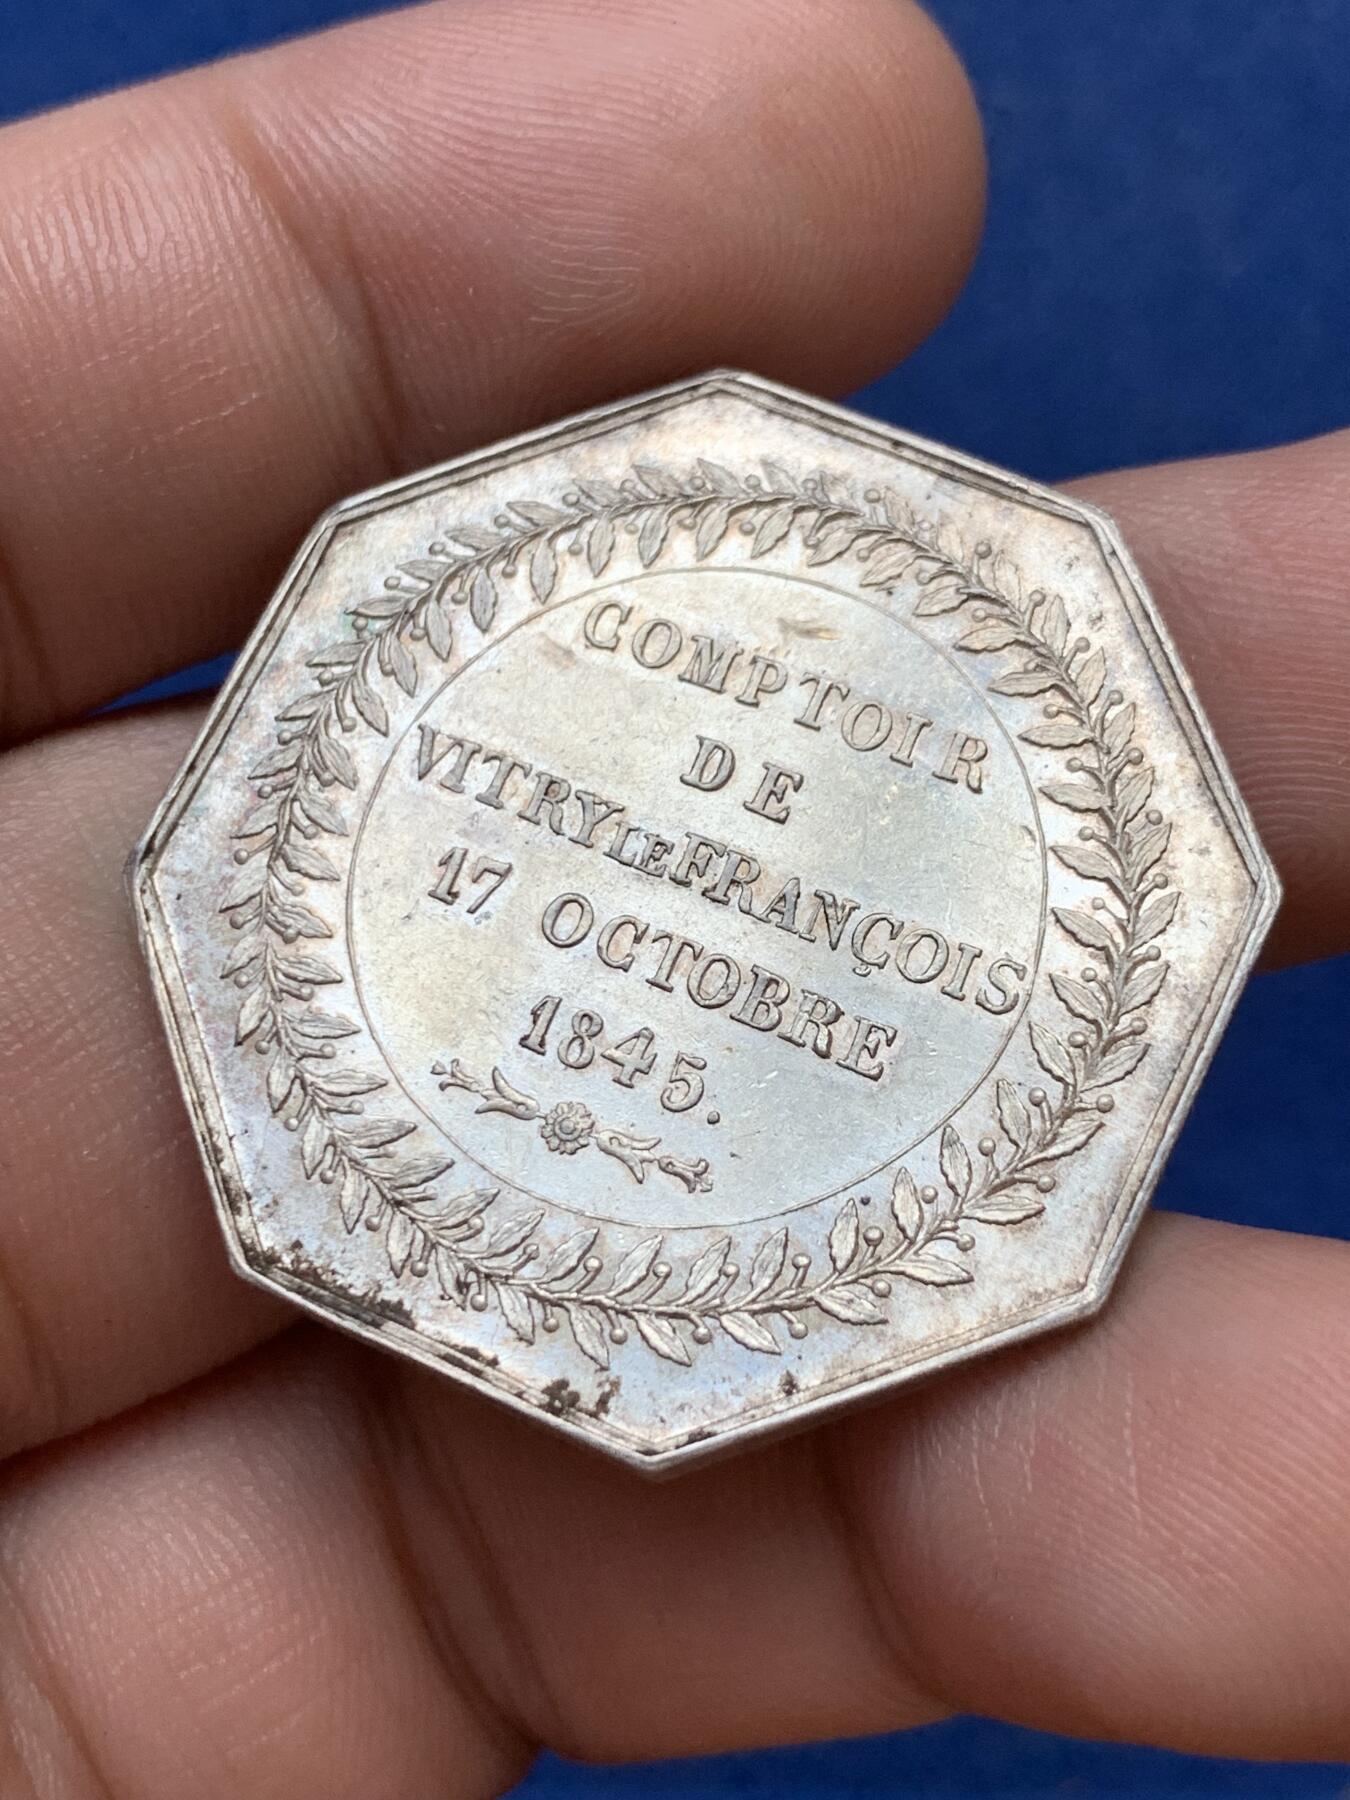 COMPTOIR
DE
VITRY LE FRANÇOIS
17 OCTOBRE
1845.